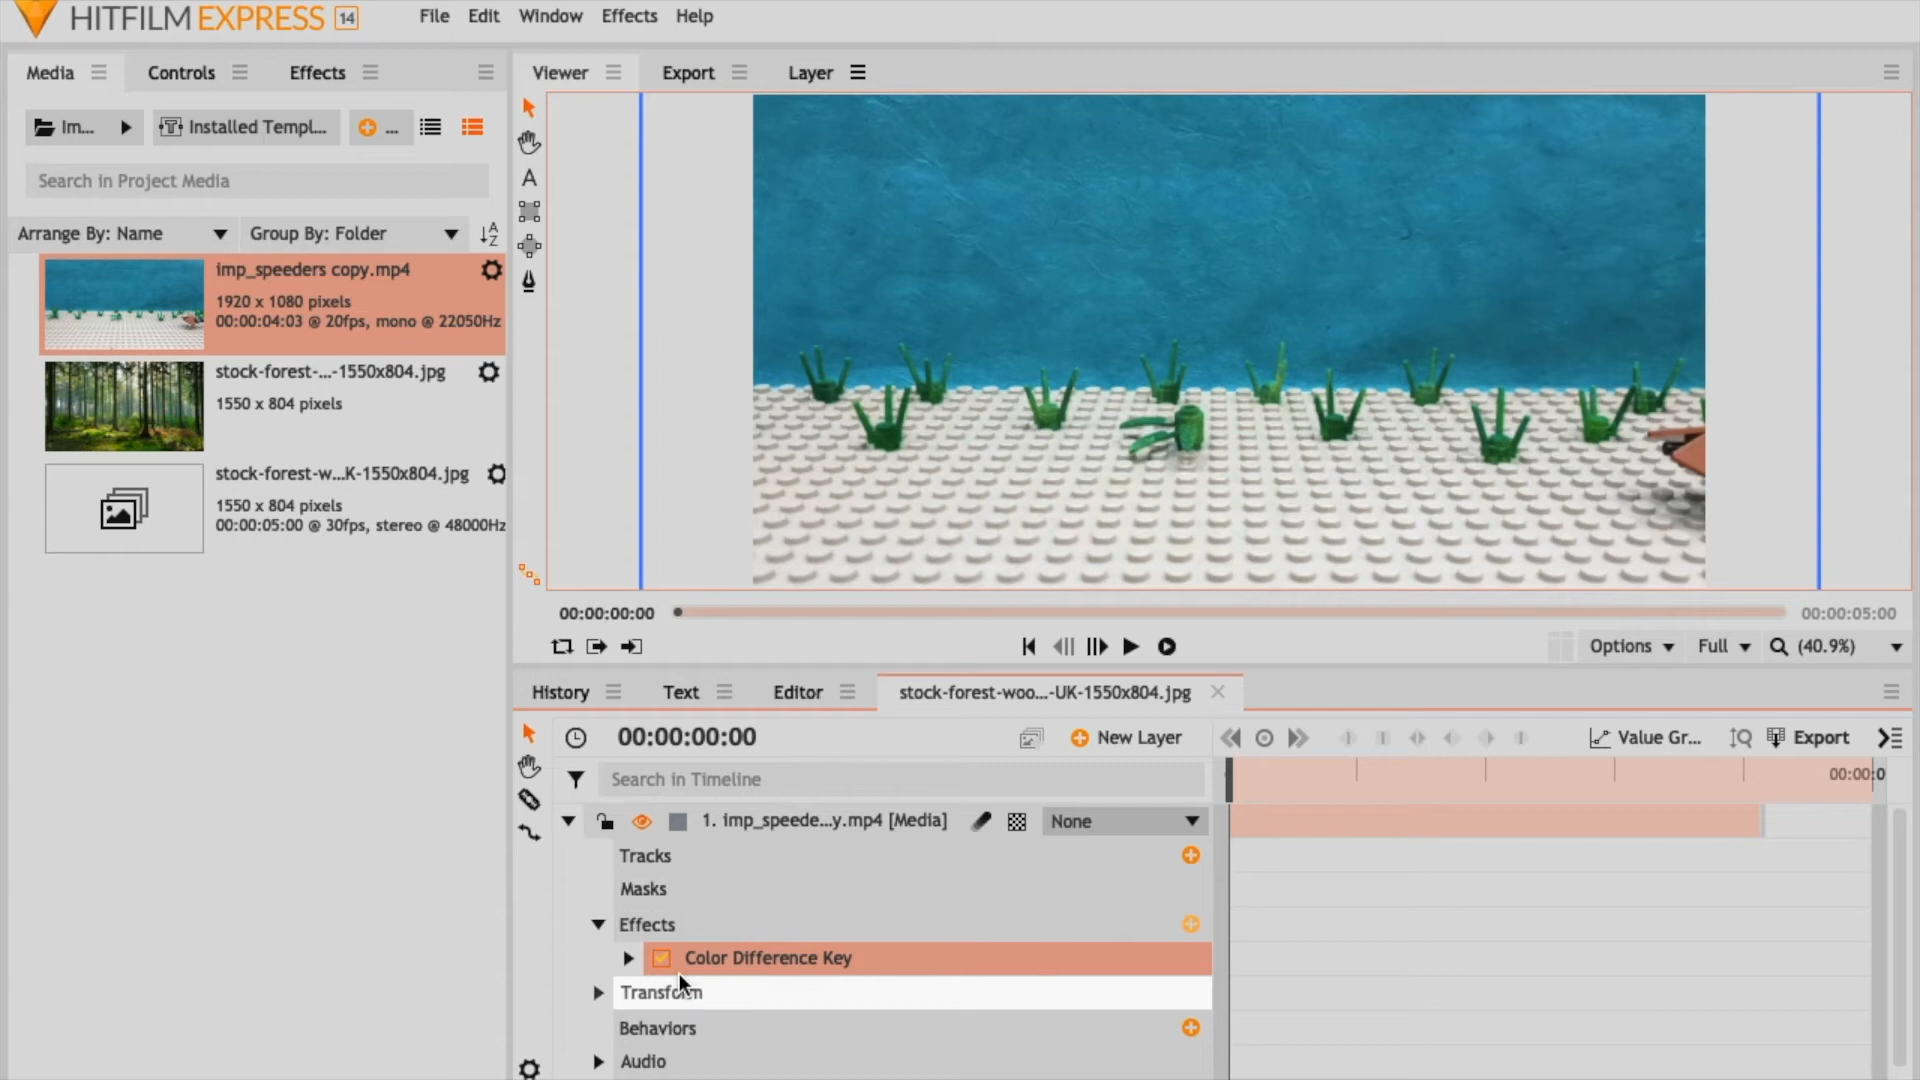 HITFILM EXPRESS 14
File Edit Window Effects Help
Media Controls Effects
Viewer Export Layer
Im... Installed Templ... ...
Search in Project Media
Arrange By: Name Group By: Folder
A
Z
imp_speeders copy.mp4
1920 x 1080 pixels
00:00:04:03 @ 20fps, mono @ 22050Hz
stock-forest-...-1550x804.jpg
1550 x 804 pixels
stock-forest-w...K-1550x804.jpg
1550 x 804 pixels
00:00:05:00 @ 30fps, stereo @ 48000Hz
A
00:00:00:00 00:00:05:00
Options Full (40.9%)
History Text Editor stock-forest-woo...-UK-1550x804.jpg
00:00:00:00 New Layer Value Gr... Export
Search in Timeline
00:00:0
1. imp_speede...y.mp4 [Media] None
Tracks
Masks
Effects
Color Difference Key
Transform
Behaviors
Audio